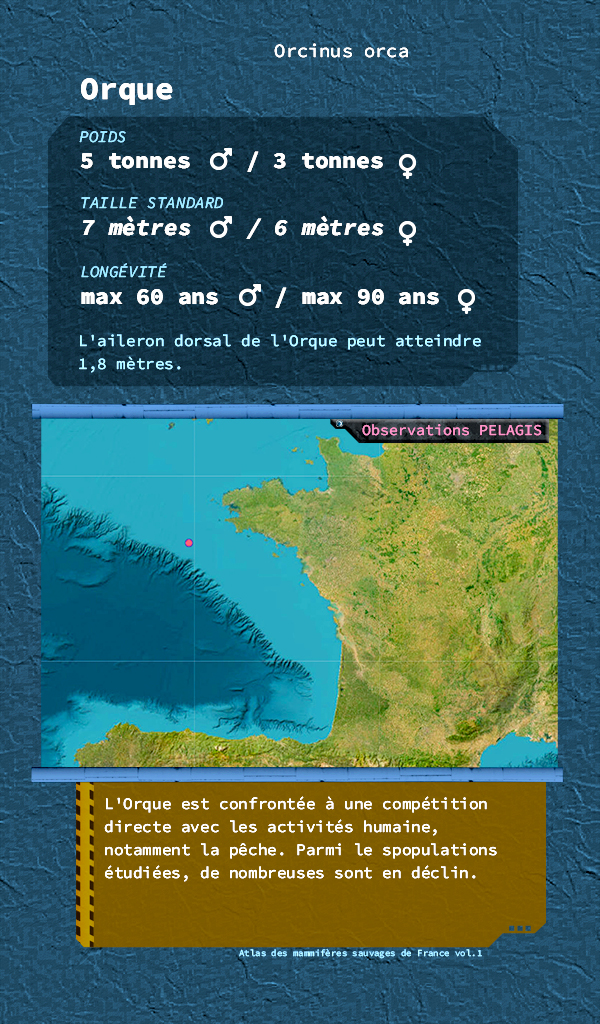 Orcinus orca
Orque
POIDS
5 tonnes ♂ / 3 tonnes ♀
TAILLE STANDARD
7 mètres ♂ / 6 mètres ♀
LONGÉVITÉ
max 60 ans ♂ / max 90 ans ♀
L'aileron dorsal de l'Orque peut atteindre
1,8 mètres.
Observations PELAGIS
L'Orque est confrontée à une compétition
directe avec les activités humaine,
notamment la pêche. Parmi le spopulations
étudiées, de nombreuses sont en déclin.
Atlas des mammifères sauvages de France vol.1